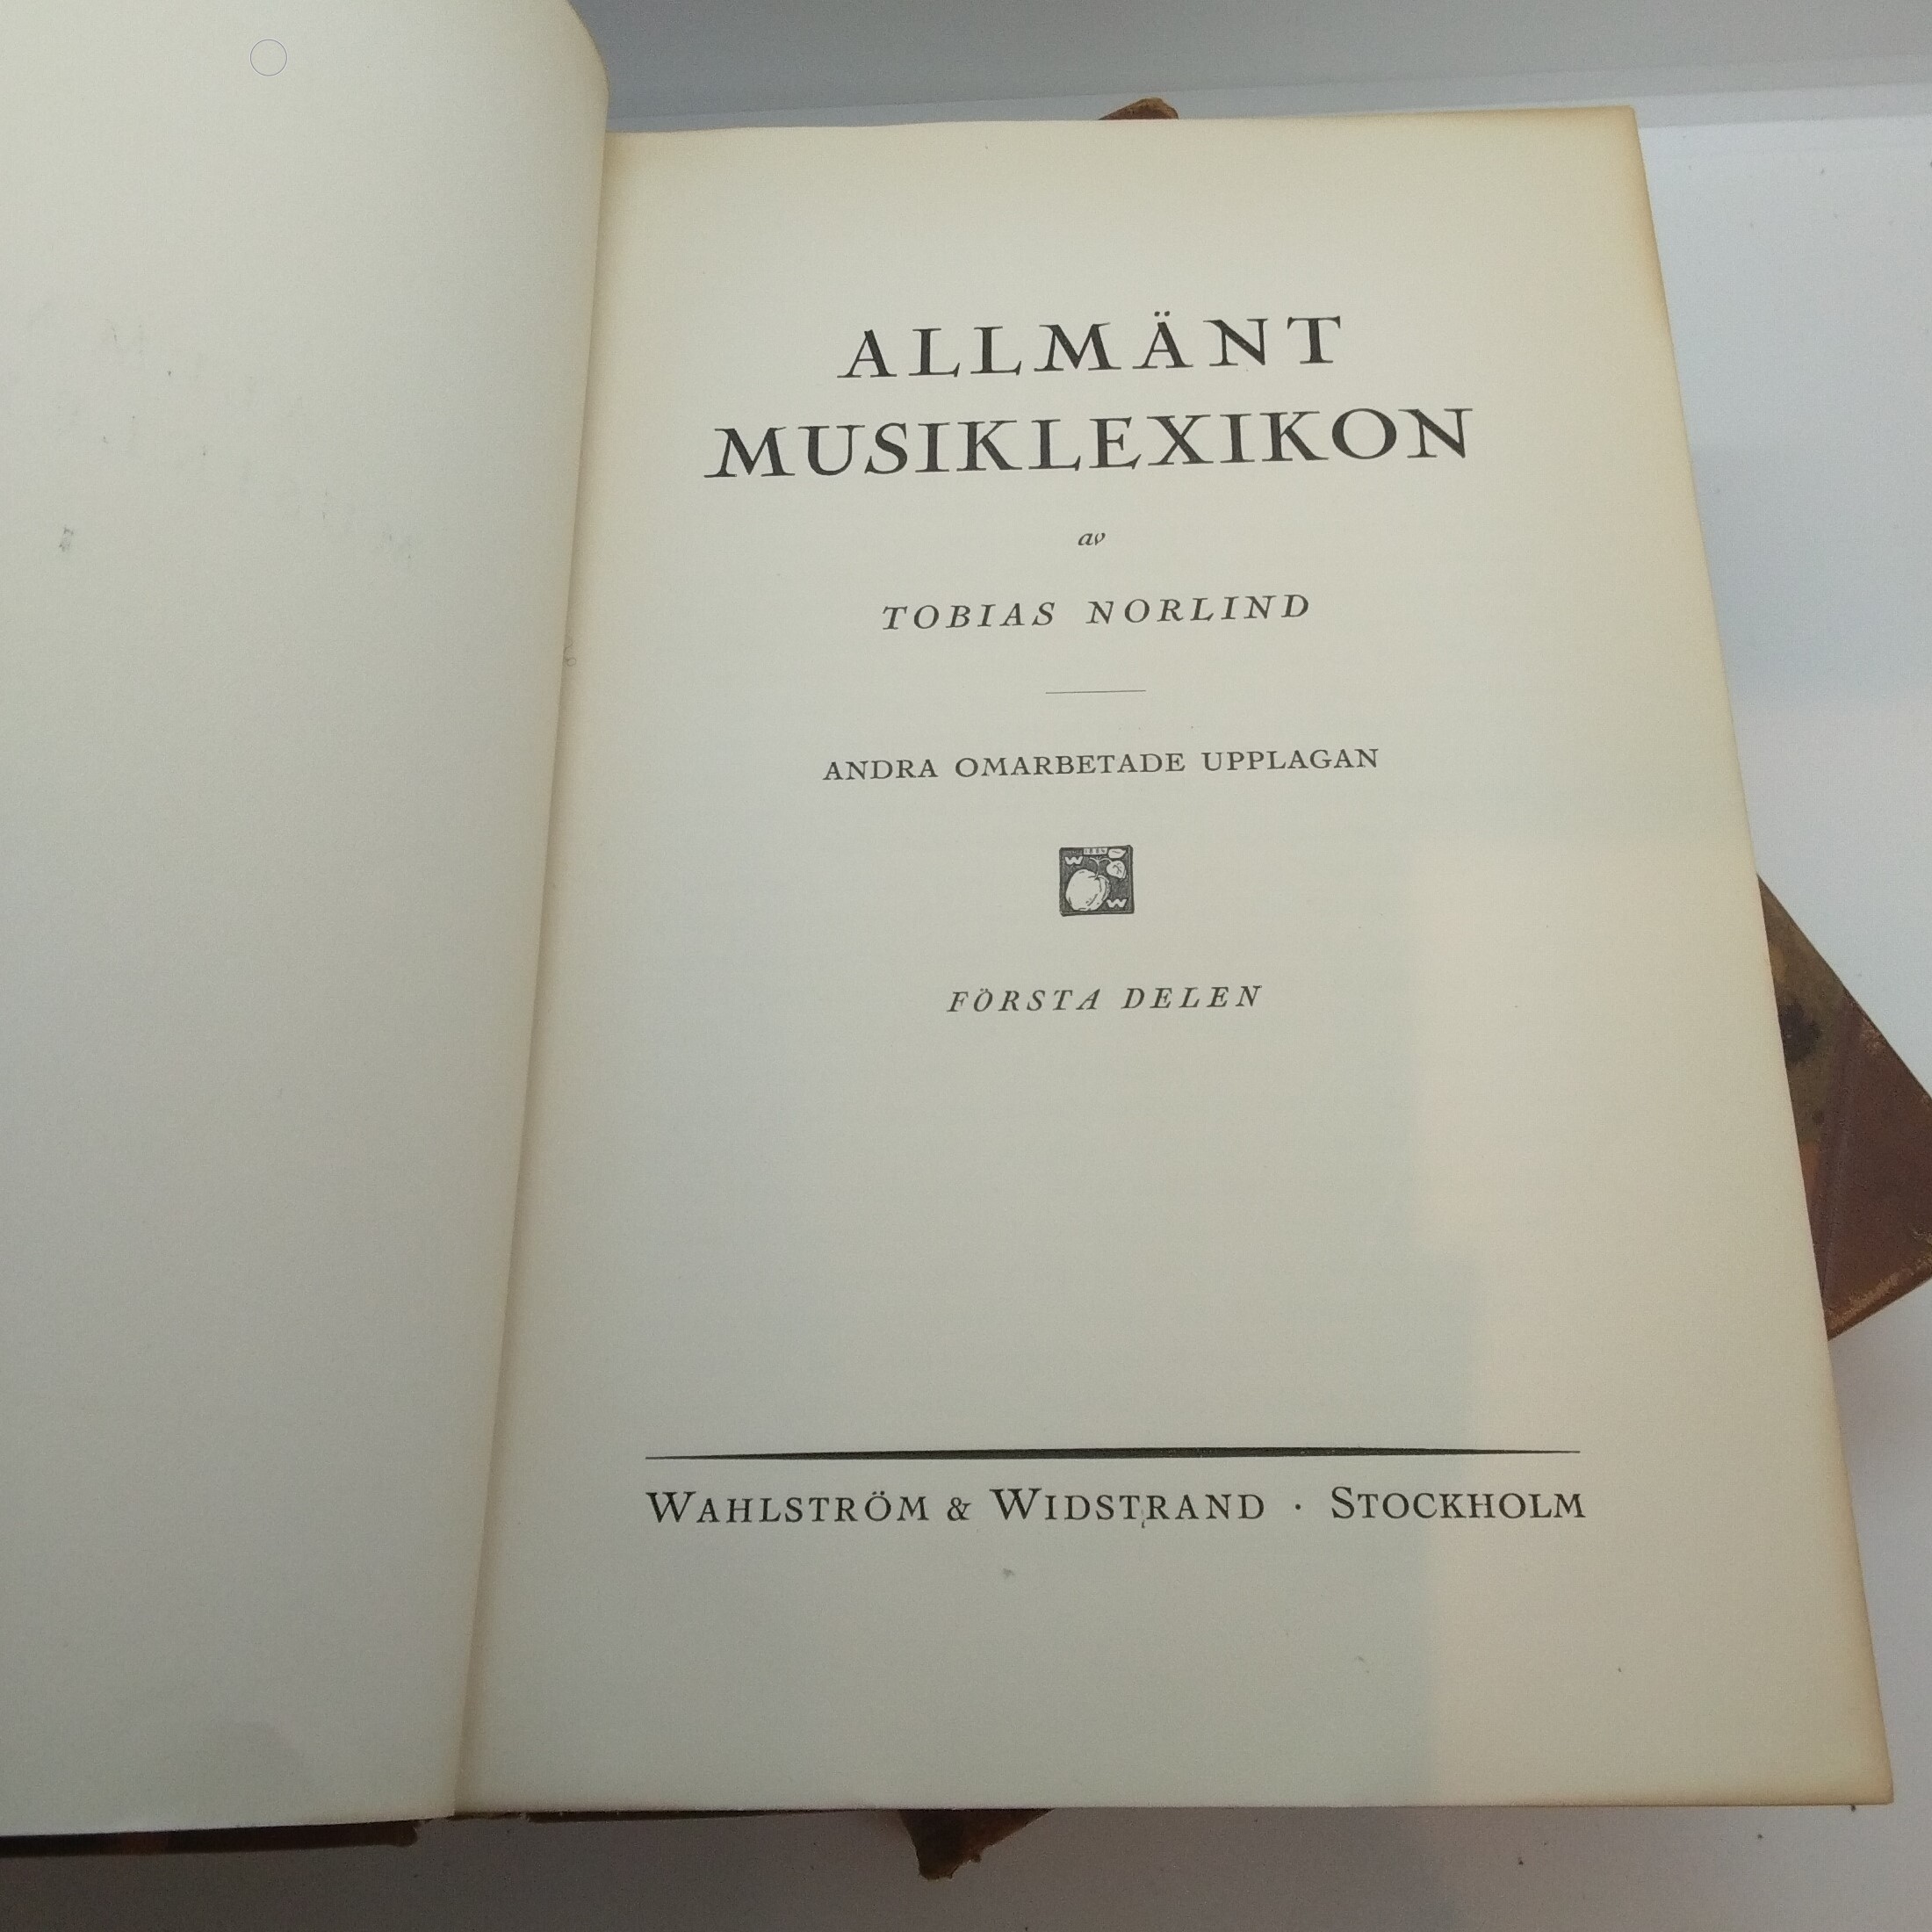 ALLMÄNT
MUSIKLEXIKON
av
TOBIAS NORLIND
ANDRA OMARBETADE UPPLAGAN
W
W
FÖRSTA DELEN
WAHLSTRÖM & WIDSTRAND · STOCKHOLM